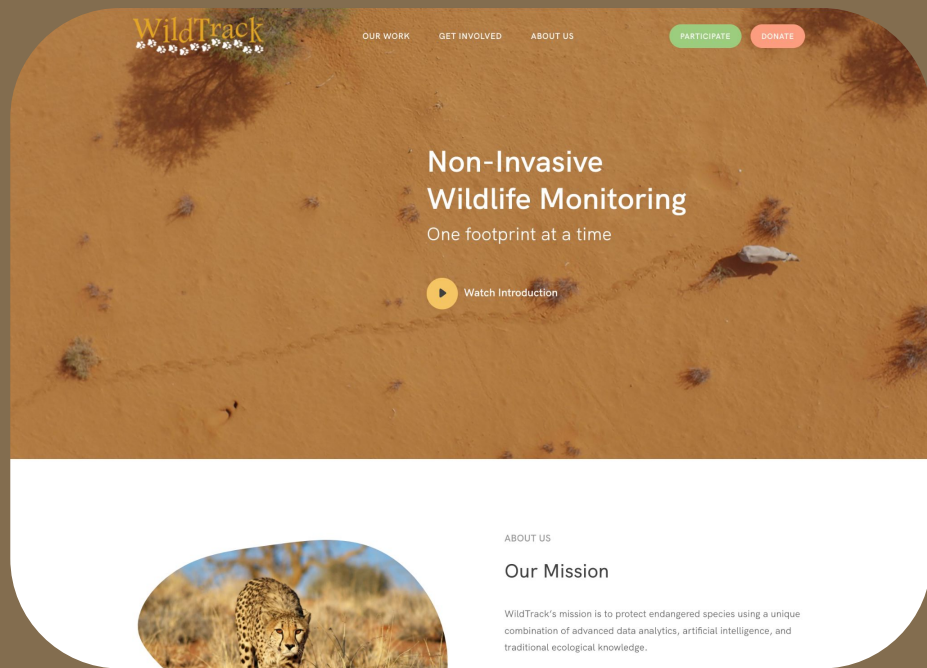 WildTrack
OUR WORK
GET INVOLVED
ABOUT US
PARTICIPATE
DONATE
Non-Invasive
Wildlife Monitoring
One footprint at a time
Watch Introduction
ABOUT US
Our Mission
WildTrack’s mission is to protect endangered species using a unique
combination of advanced data analytics, artificial intelligence, and
traditional ecological knowledge.